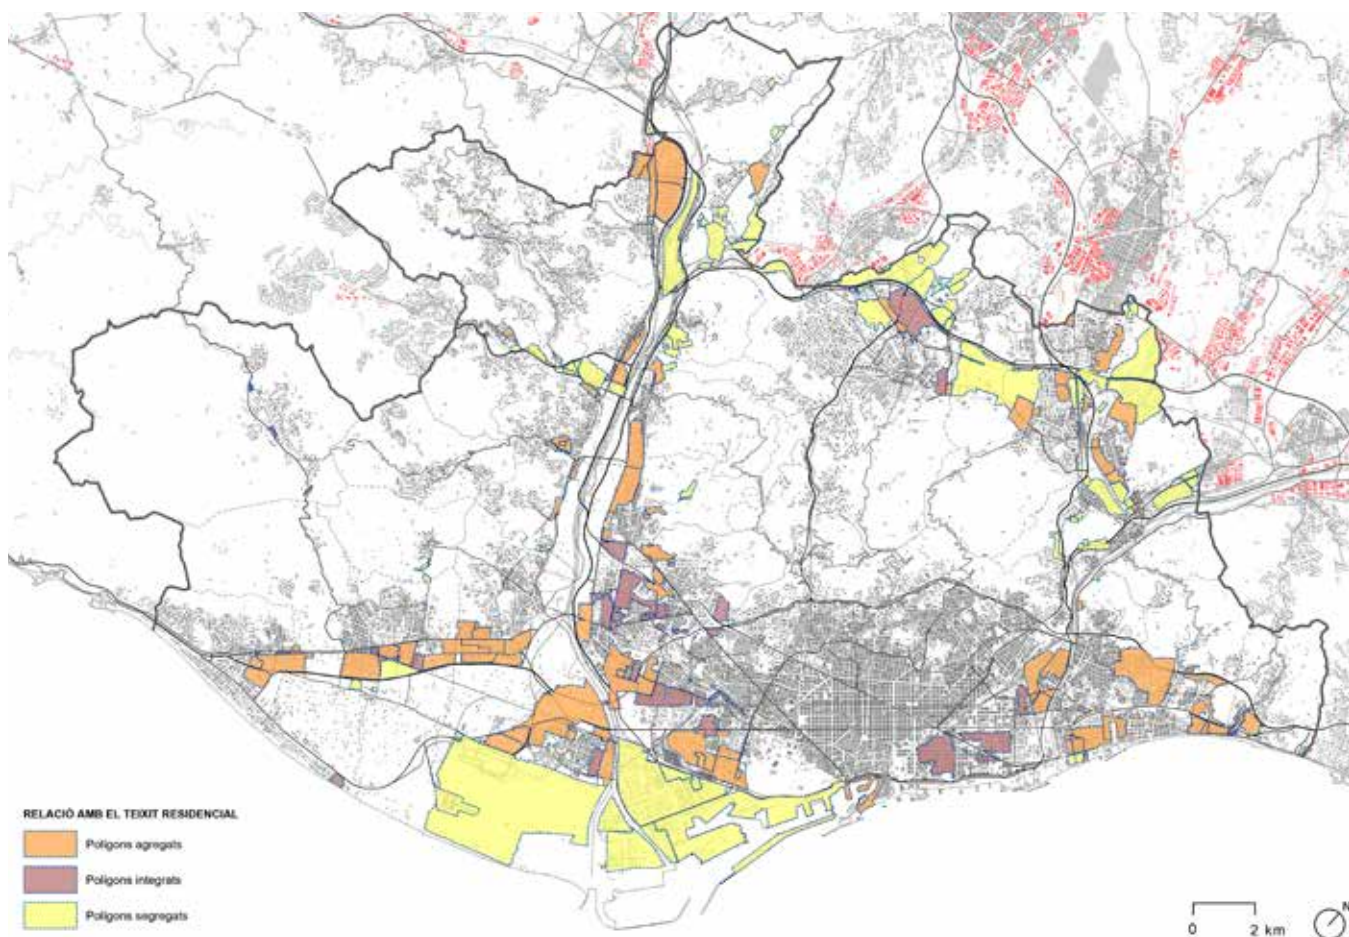 RELACIÓ AMB EL TEIXIT RESIDENCIAL
Polígons agregats
Polígons integrats
Polígons segregats
0 2 km
N